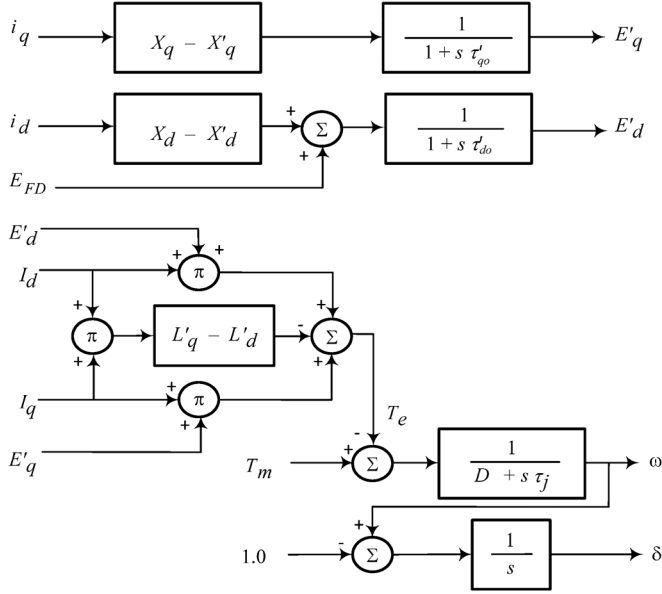 i_q X_q – X'_q 1 / (1 + s τ'_qo) E'_q
i_d X_d – X'_d + + Σ 1 / (1 + s τ'_do) E'_d
E_FD
E'_d
+ +
I_d π
+ +
π L'_q – L'_d - Σ
+ + +
I_q π
+
E'_q
T_e
-
T_m + Σ 1 / (D + s τ_j) ω
+
1.0 - Σ 1 / s δ